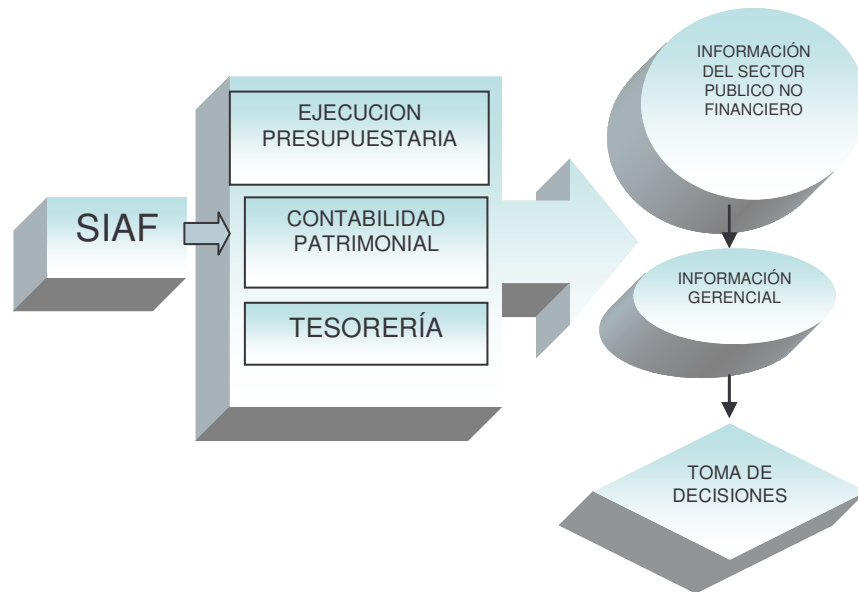 SIAF
EJECUCION
PRESUPUESTARIA
CONTABILIDAD
PATRIMONIAL
TESORERÍA
INFORMACIÓN
DEL SECTOR
PUBLICO NO
FINANCIERO
INFORMACIÓN
GERENCIAL
TOMA DE
DECISIONES